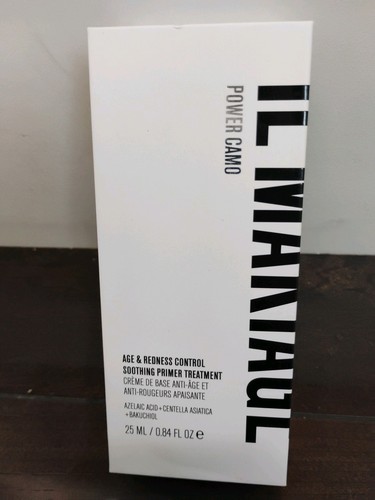 IL MAKIAGE
POWER CAMO
AGE & REDNESS CONTROL
SOOTHING PRIMER TREATMENT
CRÈME DE BASE ANTI-ÂGE ET
ANTI-ROUGEURS APAISANTE
AZELAIC ACID + CENTELLA ASIATICA
+ BAKUCHIOL
25 ML / 0.84 FL OZ ℮